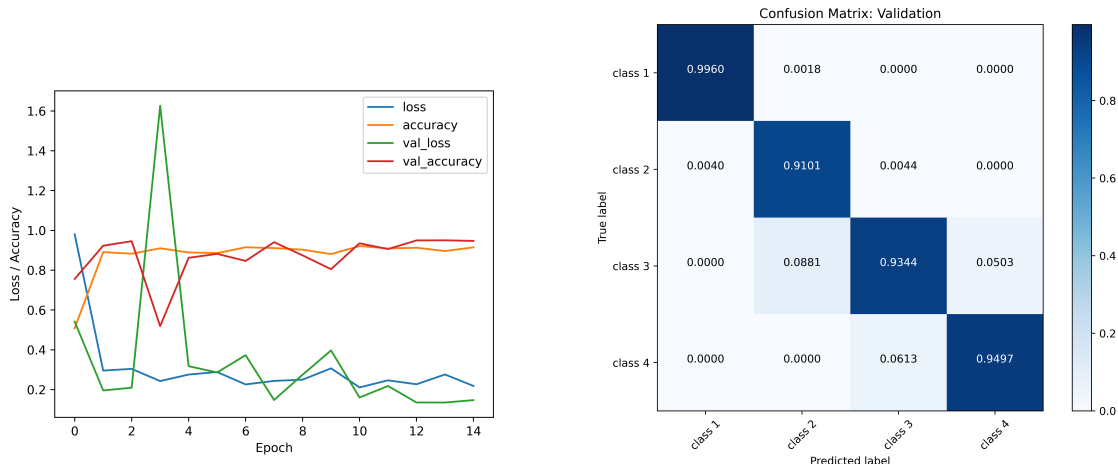 1.6
1.4
1.2
1.0
0.8
0.6
0.4
0.2
Loss / Accuracy
0 2 4 6 8 10 12 14
Epoch
loss
accuracy
val_loss
val_accuracy
Confusion Matrix: Validation
True label
class 1 0.9960 0.0018 0.0000 0.0000
class 2 0.0040 0.9101 0.0044 0.0000
class 3 0.0000 0.0881 0.9344 0.0503
class 4 0.0000 0.0000 0.0613 0.9497
class 1 class 2 class 3 class 4
Predicted label
0.8
0.6
0.4
0.2
0.0